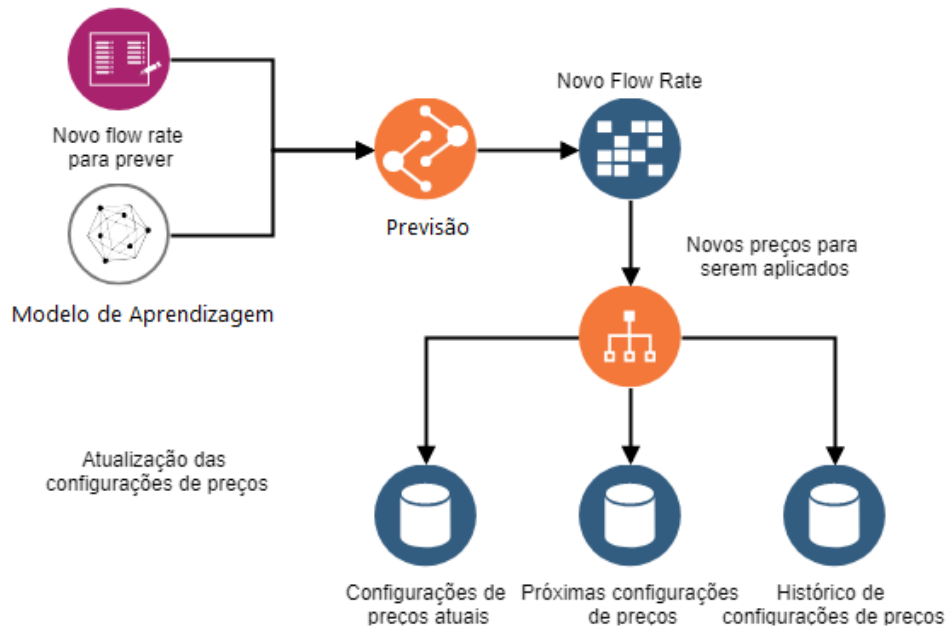 Novo flow rate
para prever
Modelo de Aprendizagem
Previsão
Novo Flow Rate
Novos preços para
serem aplicados
Atualização das
configurações de preços
Configurações de
preços atuais
Próximas configurações
de preços
Histórico de
configurações de preços